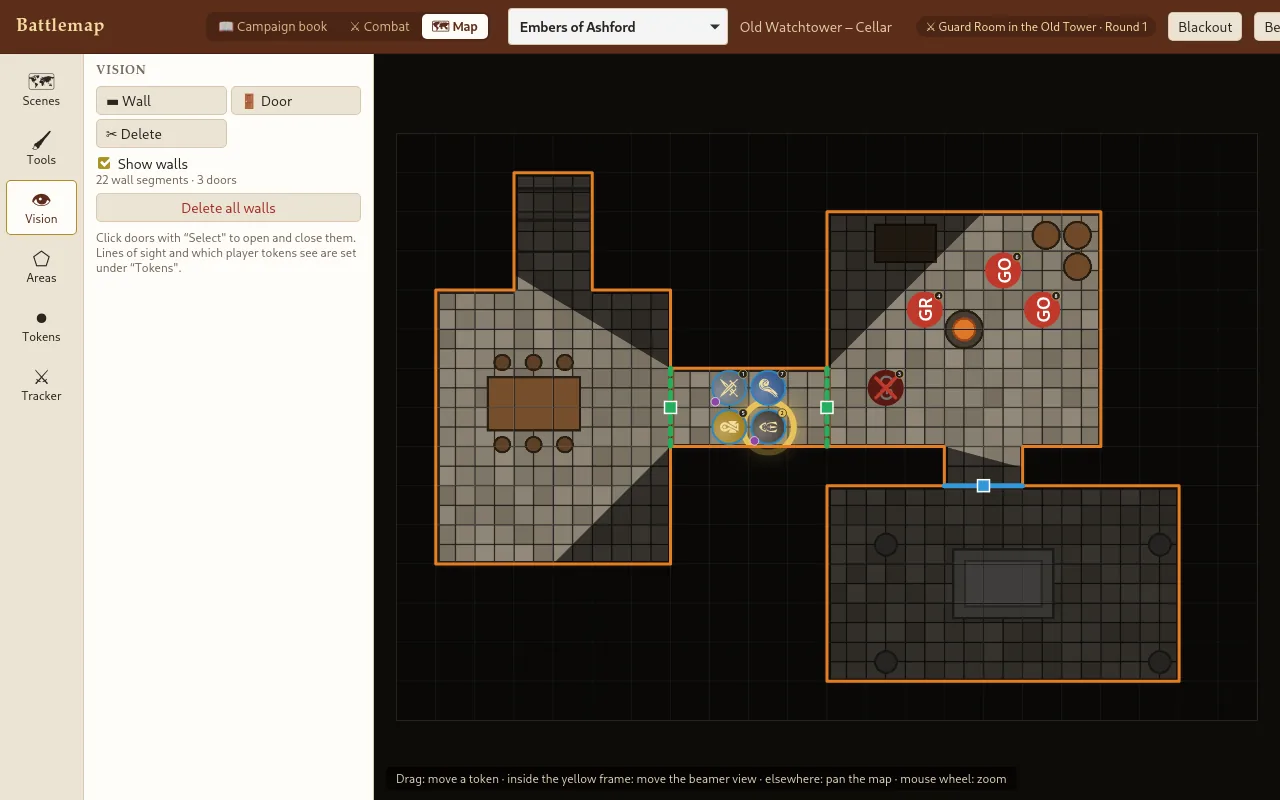 Battlemap
Campaign book
Combat
Map
Embers of Ashford
Old Watchtower – Cellar
Guard Room in the Old Tower · Round 1
Blackout
Be
Scenes
Tools
Vision
Areas
Tokens
Tracker
VISION
Wall
Door
Delete
Show walls
22 wall segments · 3 doors
Delete all walls
Click doors with “Select” to open and close them.
Lines of sight and which player tokens see are set
under “Tokens”.
GO
GR
GO
Drag: move a token · inside the yellow frame: move the beamer view · elsewhere: pan the map · mouse wheel: zoom